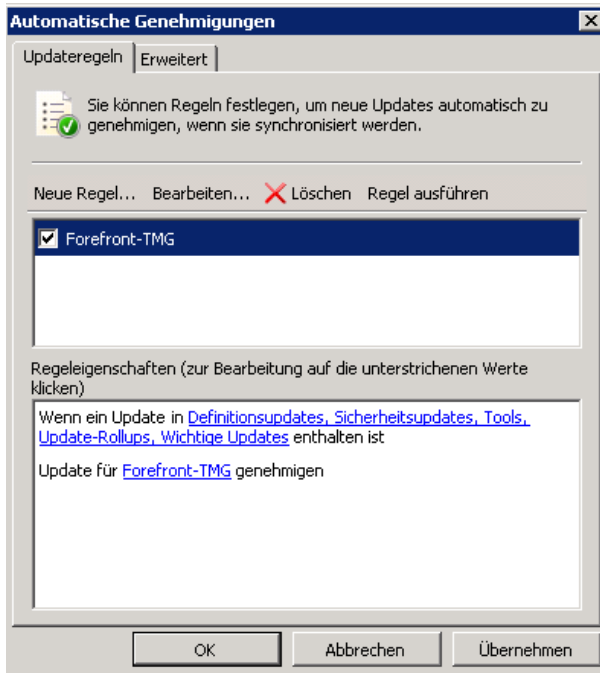 Automatische Genehmigungen
Updateregeln
Erweitert
Sie können Regeln festlegen, um neue Updates automatisch zu
genehmigen, wenn sie synchronisiert werden.
Neue Regel... Bearbeiten... Löschen Regel ausführen
Forefront-TMG
Regeleigenschaften (zur Bearbeitung auf die unterstrichenen Werte
klicken)
Wenn ein Update in Definitionsupdates, Sicherheitsupdates, Tools,
Update-Rollups, Wichtige Updates enthalten ist
Update für Forefront-TMG genehmigen
OK Abbrechen Übernehmen